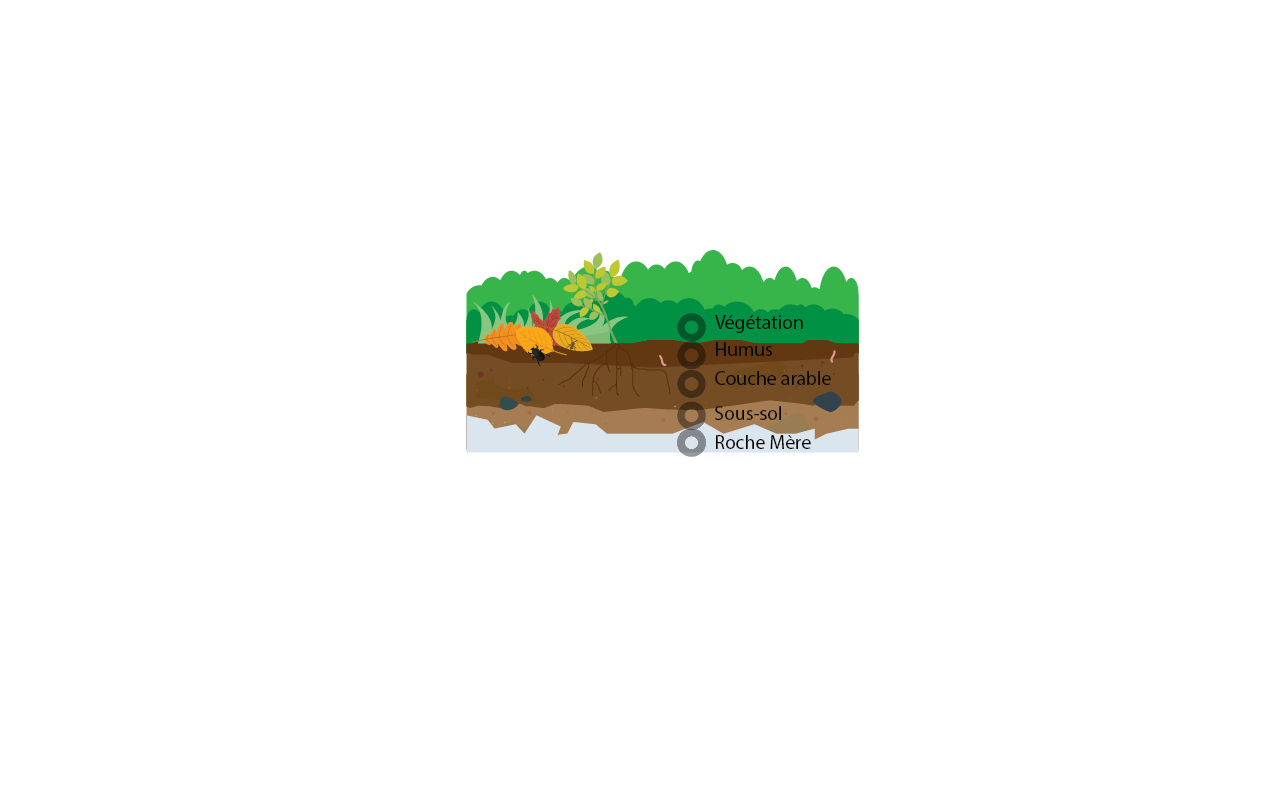 Végétation
Humus
Couche arable
Sous-sol
Roche Mère